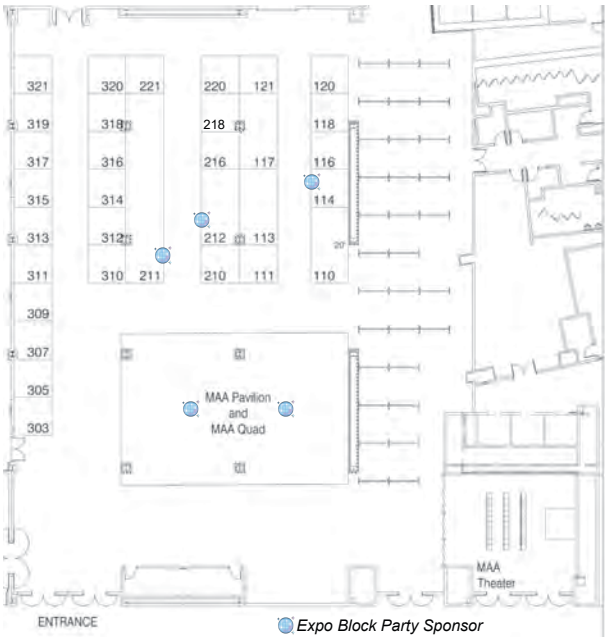 321 320 221 220 121 120
319 318 218 118
317 316 216 117 116
315 314 114
313 312 212 113 20'
311 310 211 210 111 110
309
307
305
303
MAA Pavilion
and
MAA Quad
MAA
Theater
ENTRANCE
Expo Block Party Sponsor